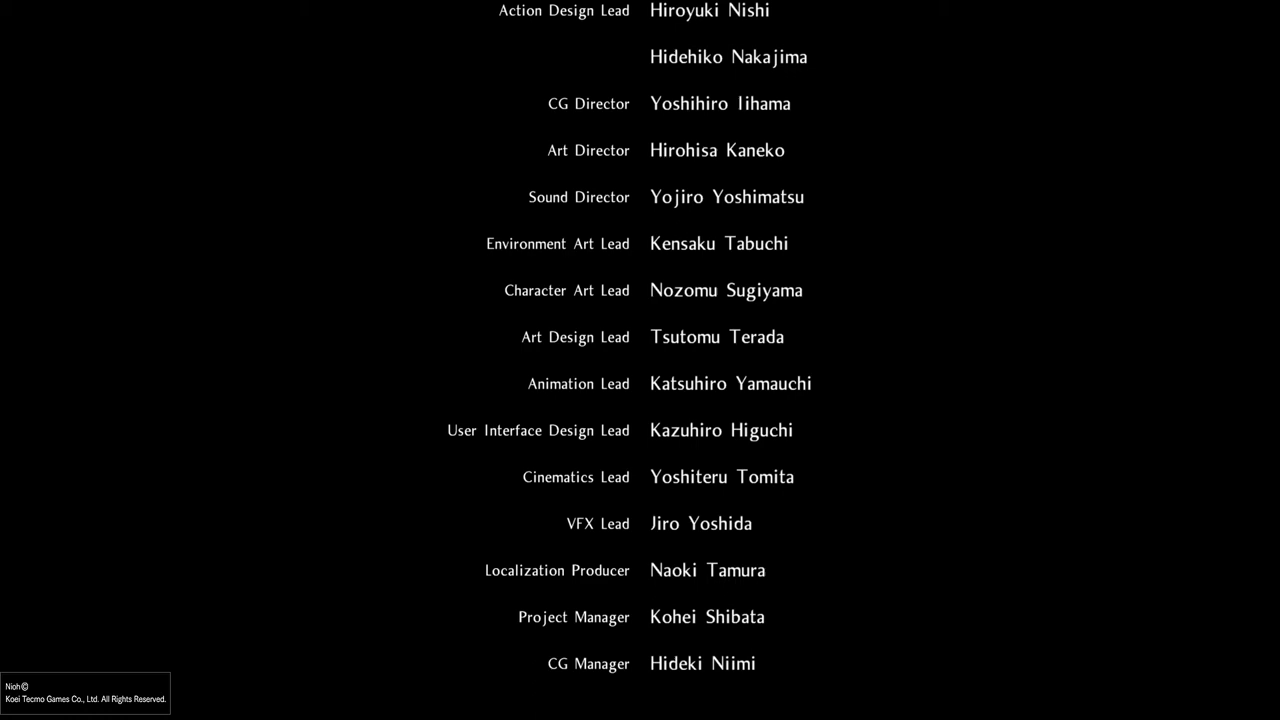 Action Design Lead Hiroyuki Nishi
Hidehiko Nakajima
CG Director Yoshihiro Iihama
Art Director Hirohisa Kaneko
Sound Director Yojiro Yoshimatsu
Environment Art Lead Kensaku Tabuchi
Character Art Lead Nozomu Sugiyama
Art Design Lead Tsutomu Terada
Animation Lead Katsuhiro Yamauchi
User Interface Design Lead Kazuhiro Higuchi
Cinematics Lead Yoshiteru Tomita
VFX Lead Jiro Yoshida
Localization Producer Naoki Tamura
Project Manager Kohei Shibata
CG Manager Hideki Niimi
Nioh©
Koei Tecmo Games Co., Ltd. All Rights Reserved.